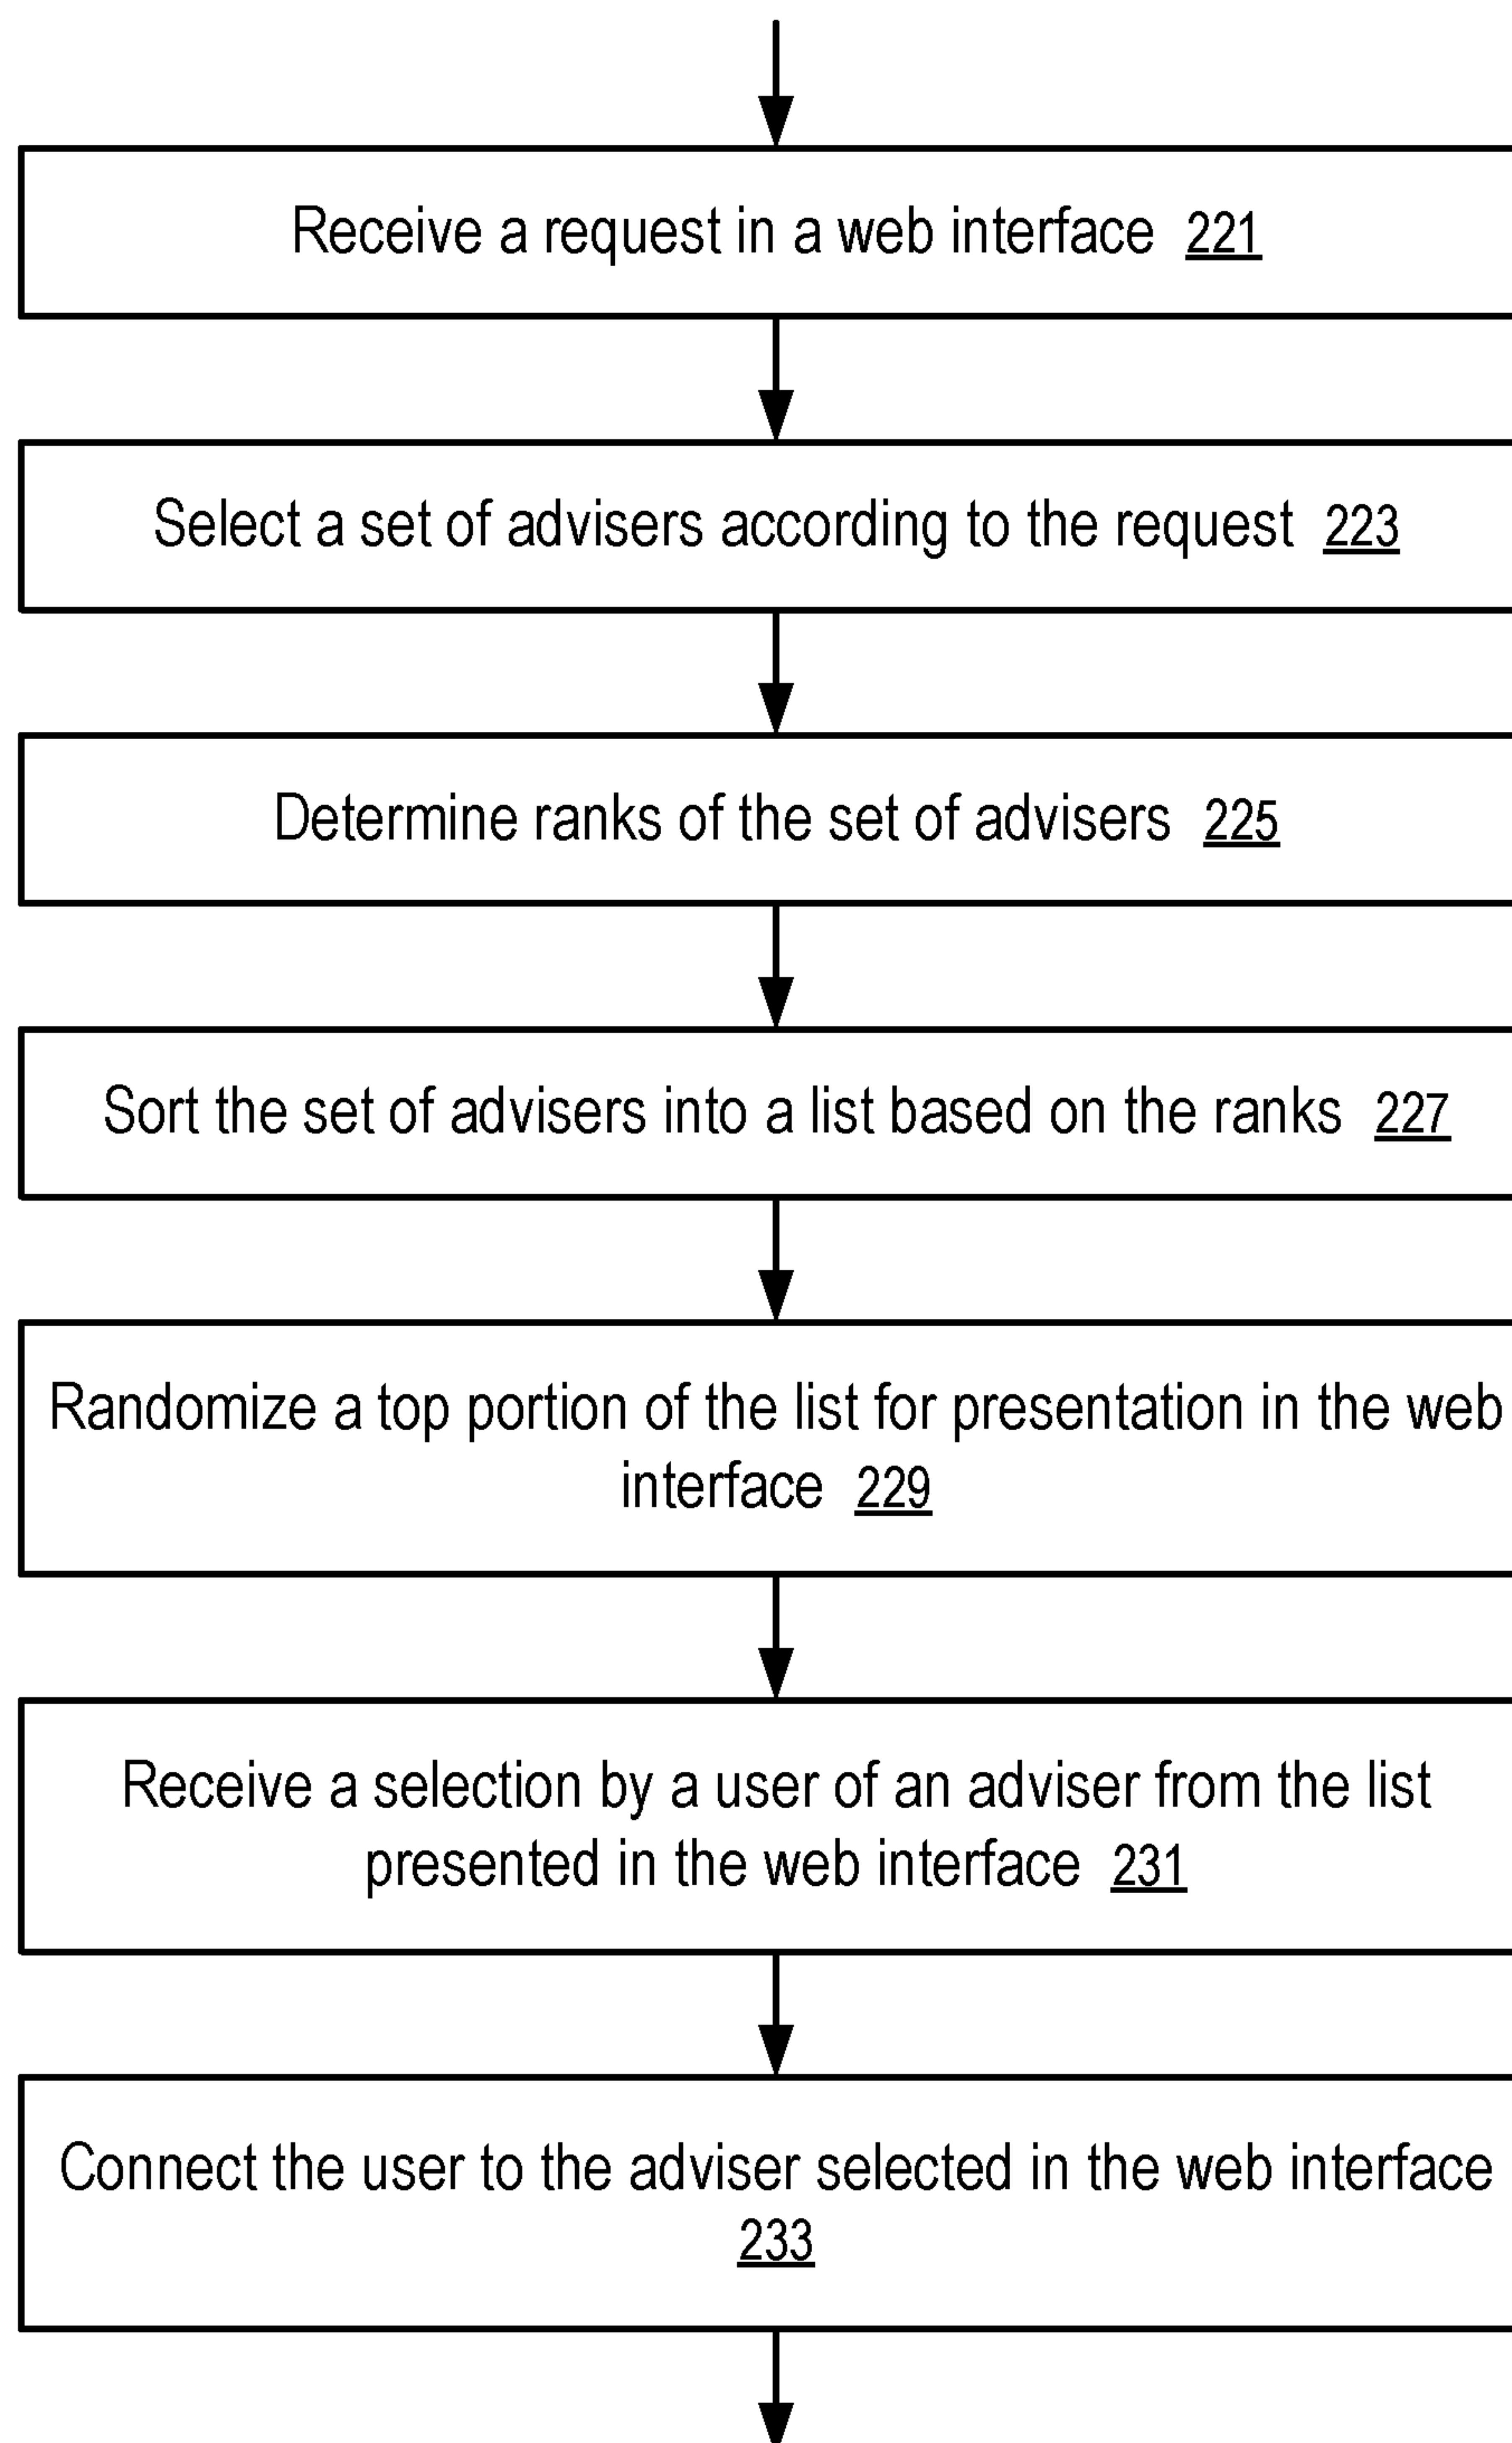 Receive a request in a web interface 221
Select a set of advisers according to the request 223
Determine ranks of the set of advisers 225
Sort the set of advisers into a list based on the ranks 227
Randomize a top portion of the list for presentation in the web
interface 229
Receive a selection by a user of an adviser from the list
presented in the web interface 231
Connect the user to the adviser selected in the web interface
233